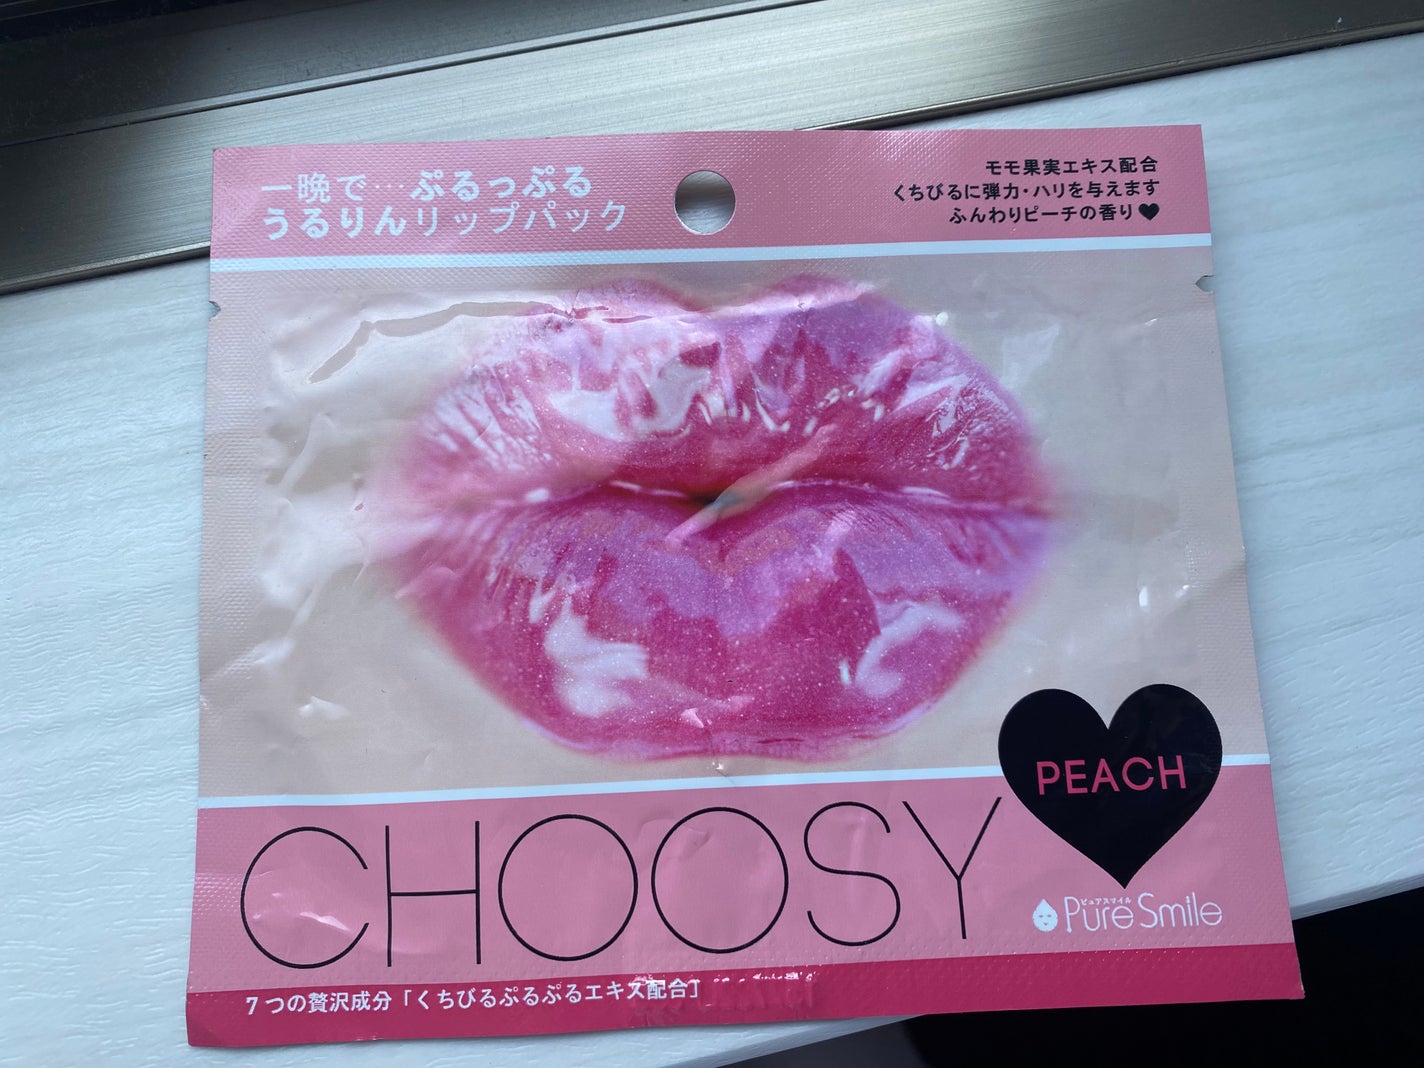 一晩で…ぷるっぷる
うるりんリップパック
モモ果実エキス配合
くちびるに弾力・ハリを与えます
ふんわりピーチの香り♥
PEACH
CHOOSY
ピュアスマイル
Pure Smile
7つの贅沢成分「くちびるぷるぷるエキス配合」